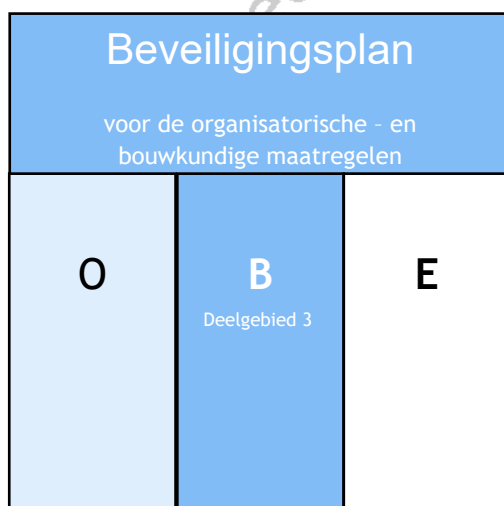 Beveiligingsplan
voor de organisatorische – en
bouwkundige maatregelen
O
B
E
Deelgebied 3